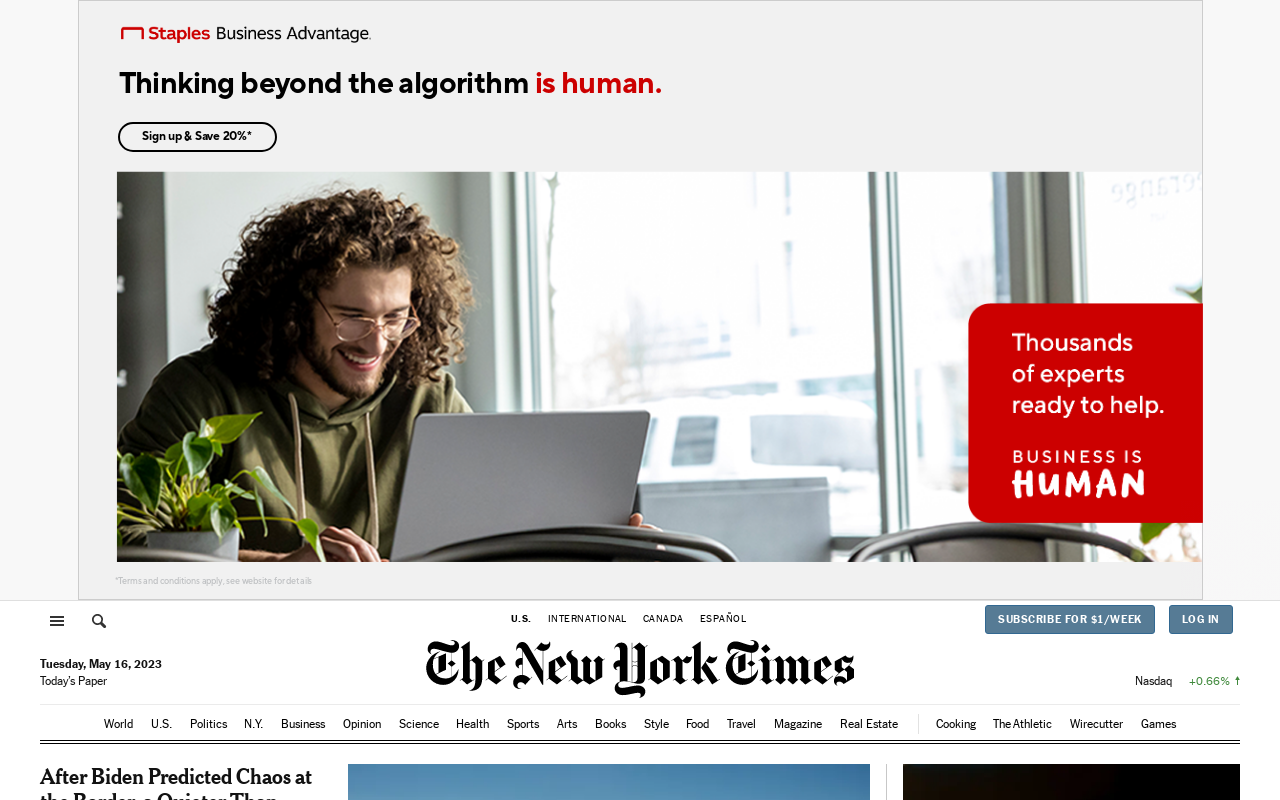 Staples Business Advantage.
Thinking beyond the algorithm is human.
Sign up & Save 20%*
Thousands
of experts
ready to help.
BUSINESS IS
HUMAN
*Terms and conditions apply, see website for details
U.S. INTERNATIONAL CANADA ESPAÑOL
SUBSCRIBE FOR $1/WEEK
LOG IN
The New York Times
Tuesday, May 16, 2023
Today's Paper
Nasdaq +0.66% ↑
World U.S. Politics N.Y. Business Opinion Science Health Sports Arts Books Style Food Travel Magazine Real Estate Cooking The Athletic Wirecutter Games
After Biden Predicted Chaos at
the Border, a Quieter Than